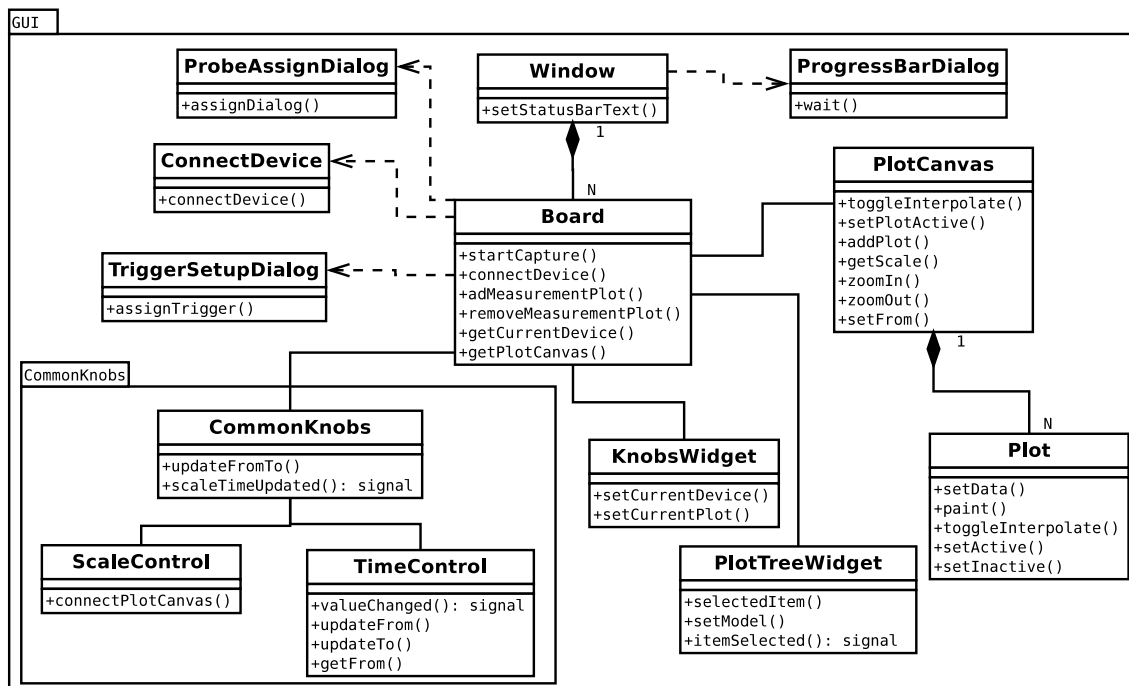 GUI
ProbeAssignDialog
+assignDialog()
Window
+setStatusBarText()
ProgressBarDialog
+wait()
1
N
ConnectDevice
+connectDevice()
TriggerSetupDialog
+assignTrigger()
Board
+startCapture()
+connectDevice()
+adMeasurementPlot()
+removeMeasurementPlot()
+getCurrentDevice()
+getPlotCanvas()
PlotCanvas
+toggleInterpolate()
+setPlotActive()
+addPlot()
+getScale()
+zoomIn()
+zoomOut()
+setFrom()
1
N
CommonKnobs
CommonKnobs
+updateFromTo()
+scaleTimeUpdated(): signal
ScaleControl
+connectPlotCanvas()
TimeControl
+valueChanged(): signal
+updateFrom()
+updateTo()
+getFrom()
KnobsWidget
+setCurrentDevice()
+setCurrentPlot()
PlotTreeWidget
+selectedItem()
+setModel()
+itemSelected(): signal
Plot
+setData()
+paint()
+toggleInterpolate()
+setActive()
+setInactive()